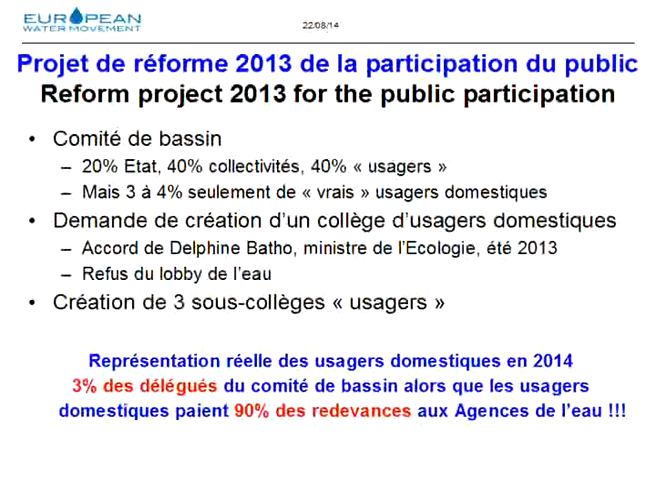 EUROPEAN
WATER MOVEMENT
22/08/14
Projet de réforme 2013 de la participation du public
Reform project 2013 for the public participation
• Comité de bassin
– 20% Etat, 40% collectivités, 40% « usagers »
– Mais 3 à 4% seulement de « vrais » usagers domestiques
• Demande de création d'un collège d'usagers domestiques
– Accord de Delphine Batho, ministre de l'Ecologie, été 2013
– Refus du lobby de l'eau
• Création de 3 sous-collèges « usagers »
Représentation réelle des usagers domestiques en 2014
3% des délégués du comité de bassin alors que les usagers
domestiques paient 90% des redevances aux Agences de l'eau !!!